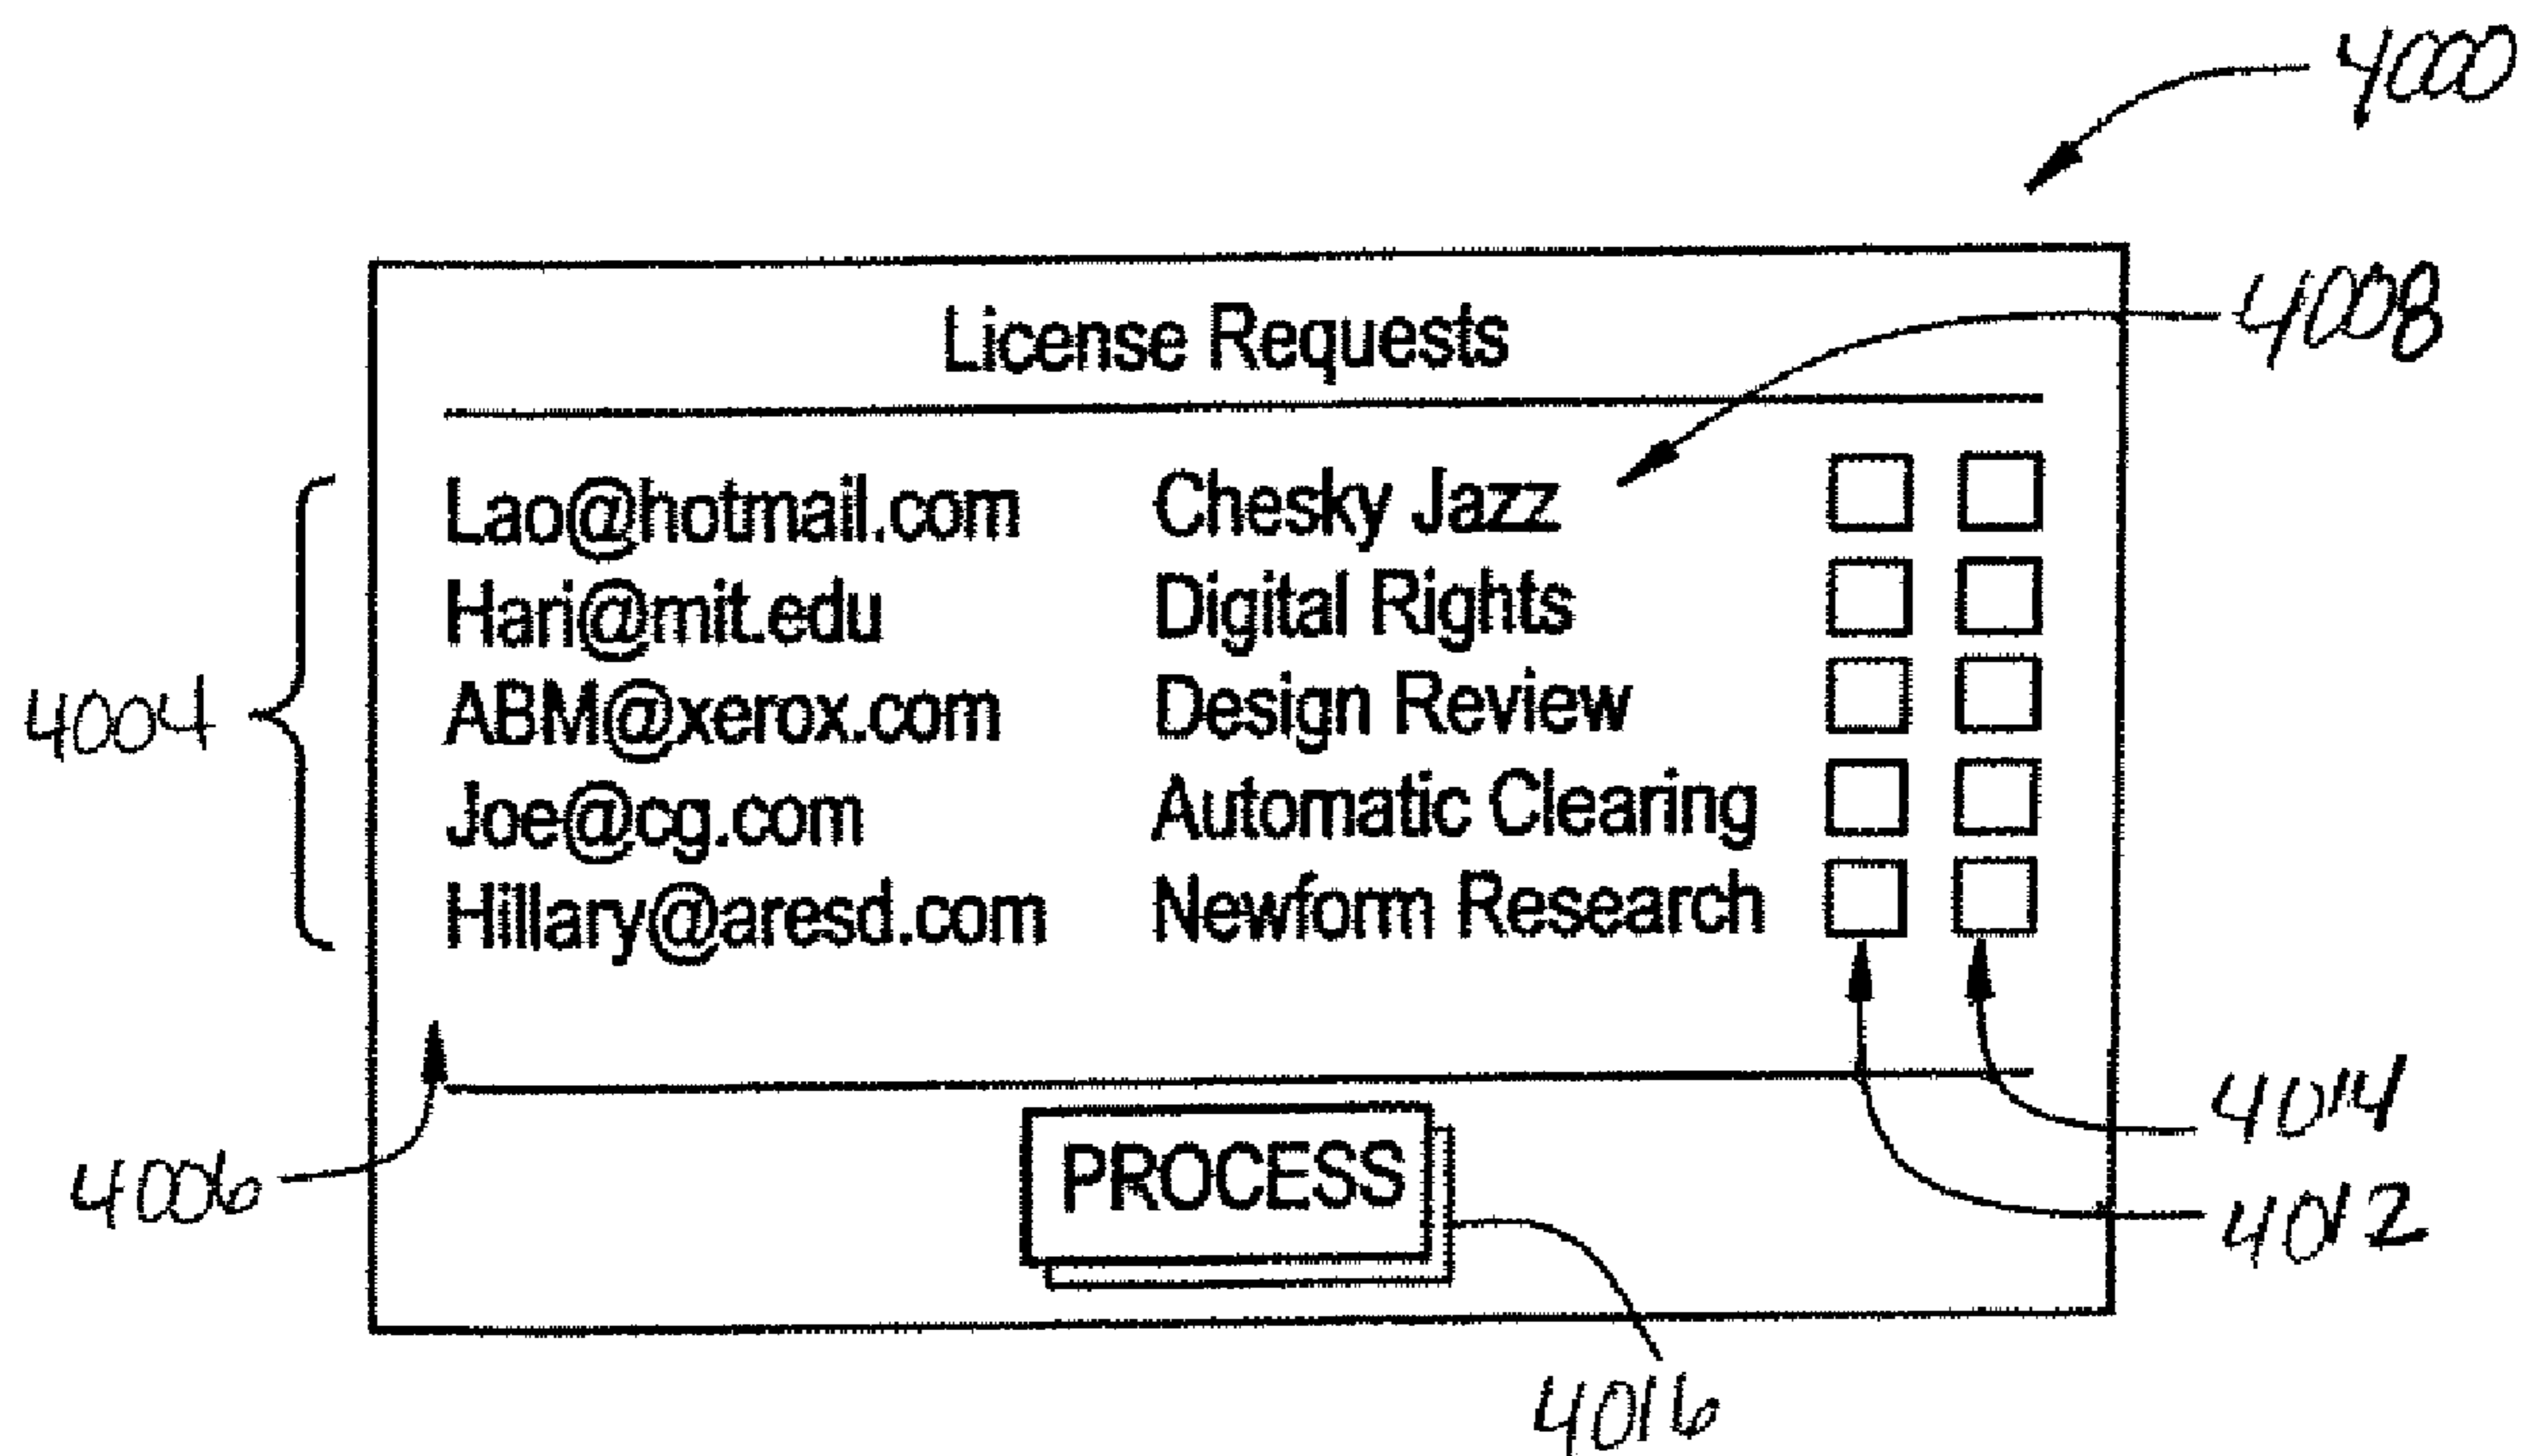 4000
License Requests
4008
Lao@hotmail.com Chesky Jazz
Hari@mit.edu Digital Rights
4004 ABM@xerox.com Design Review
Joe@cg.com Automatic Clearing
Hillary@aresd.com Newform Research
4014
4006 PROCESS
4012
4016